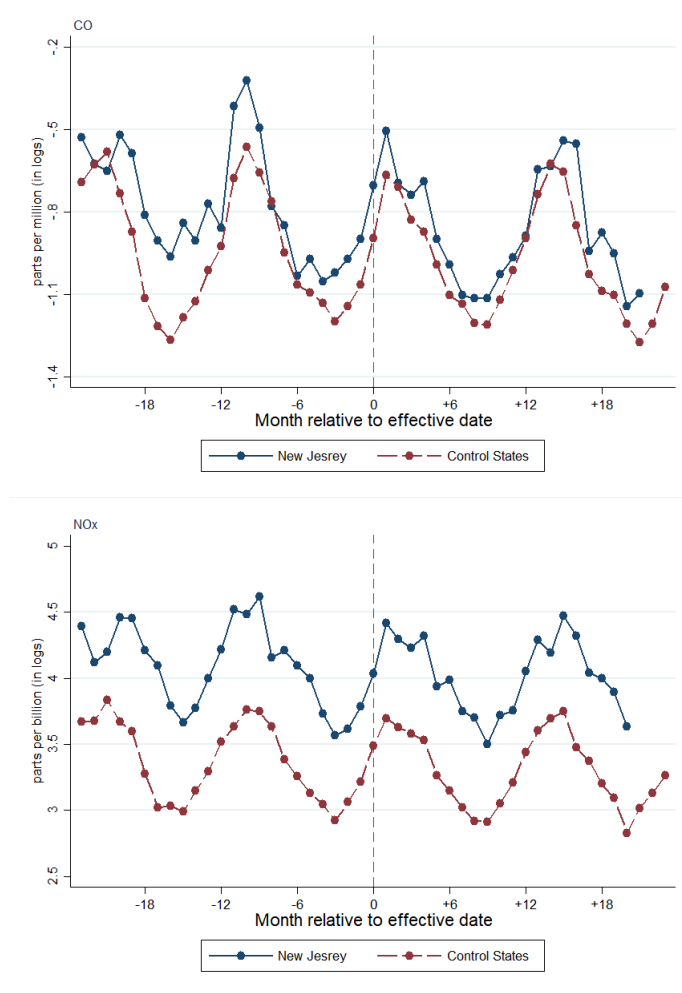 CO
-.2
-.5
-.8
-1.1
-1.4
parts per million (in logs)
-18 -12 -6 0 +6 +12 +18
Month relative to effective date
New Jesrey Control States
NOx
5
4.5
4
3.5
3
2.5
parts per billion (in logs)
-18 -12 -6 0 +6 +12 +18
Month relative to effective date
New Jesrey Control States